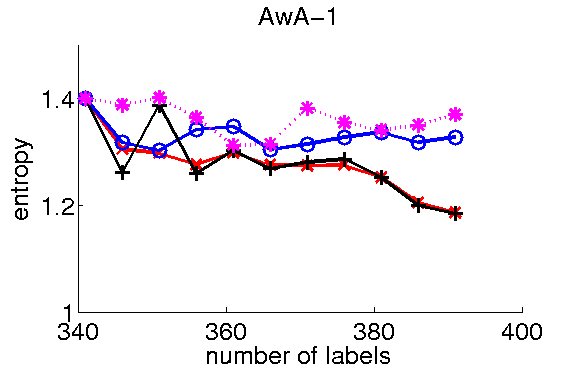 AwA-1
entropy
1.4
1.2
1
340 360 380 400
number of labels